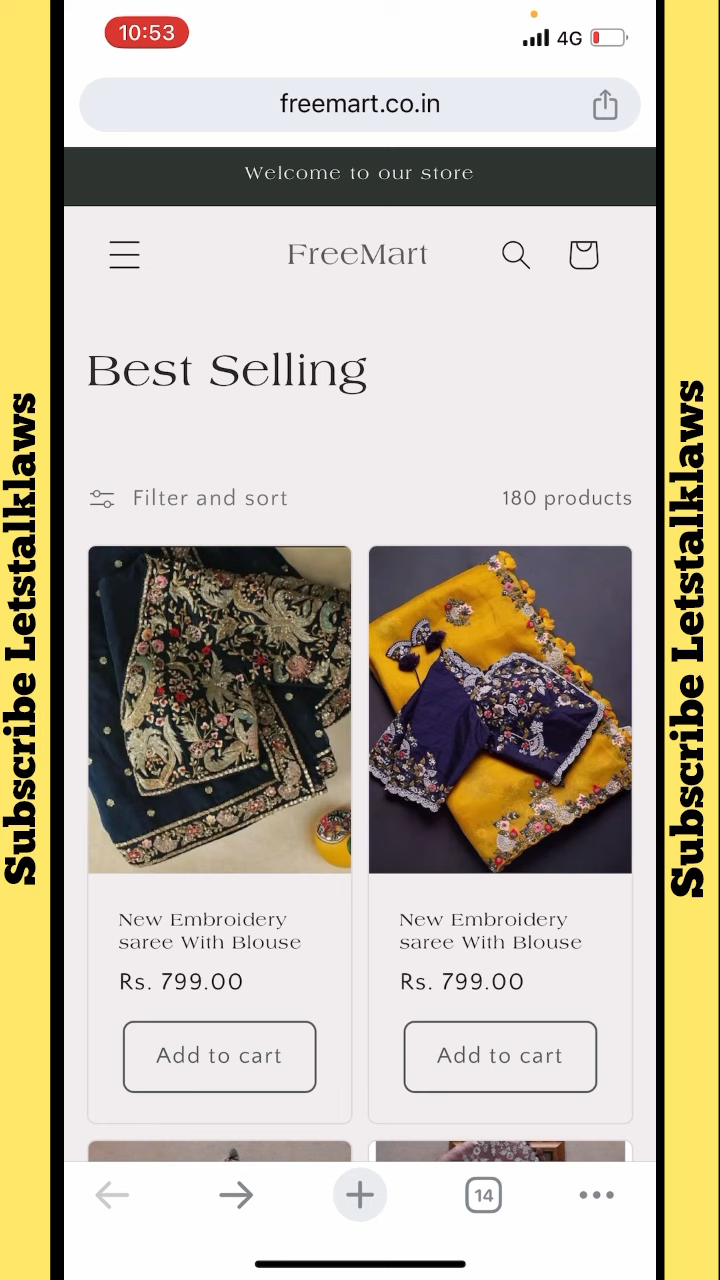 10:53
4G
freemart.co.in
Welcome to our store
FreeMart
Best Selling
Filter and sort
180 products
New Embroidery
saree With Blouse
Rs. 799.00
Add to cart
New Embroidery
saree With Blouse
Rs. 799.00
Add to cart
14
Subscribe Letstalklaws
Subscribe Letstalklaws